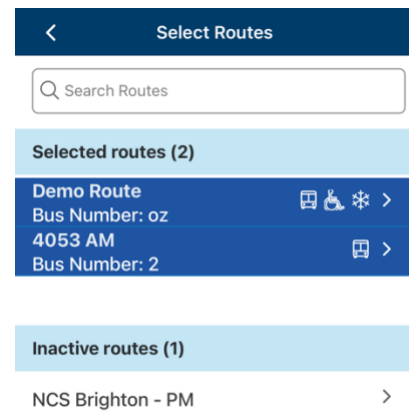 Select Routes
Search Routes
Selected routes (2)
Demo Route
Bus Number: oz
4053 AM
Bus Number: 2
Inactive routes (1)
NCS Brighton - PM